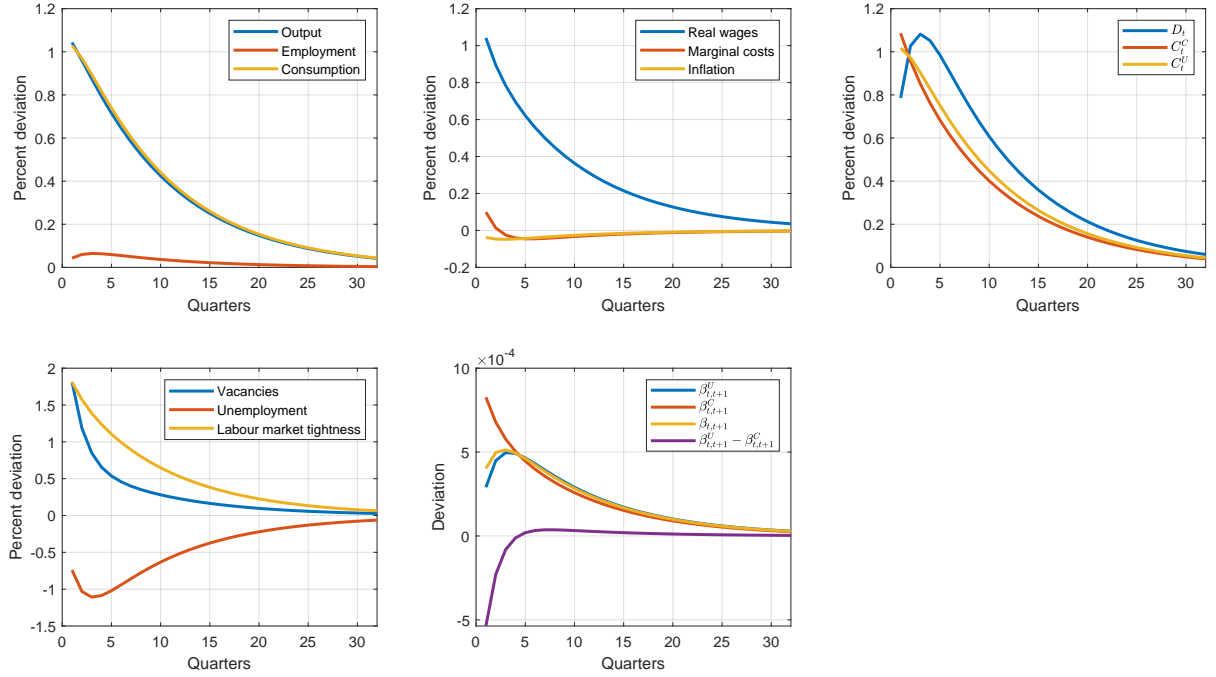 1.2
1
0.8
0.6
0.4
0.2
0
Percent deviation
Output
Employment
Consumption
0 5 10 15 20 25 30
Quarters
1.2
1
0.8
0.6
0.4
0.2
0
-0.2
Percent deviation
Real wages
Marginal costs
Inflation
0 5 10 15 20 25 30
Quarters
1.2
1
0.8
0.6
0.4
0.2
0
Percent deviation
D_t
C_t^C
C_t^U
0 5 10 15 20 25 30
Quarters
2
1.5
1
0.5
0
-0.5
-1
-1.5
Percent deviation
Vacancies
Unemployment
Labour market tightness
0 5 10 15 20 25 30
Quarters
×10^{-4}
10
5
0
-5
Deviation
β^U_{t,t+1}
β^C_{t,t+1}
β_{t,t+1}
β^U_{t,t+1} − β^C_{t,t+1}
0 5 10 15 20 25 30
Quarters